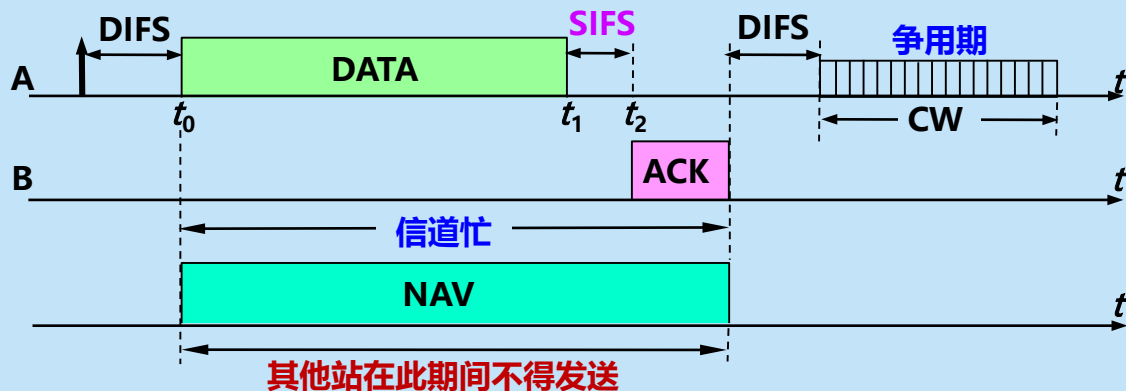 DIFS SIFS DIFS 争用期
A DATA t
t0 t1 t2 CW
B ACK t
信道忙
NAV t
其他站在此期间不得发送